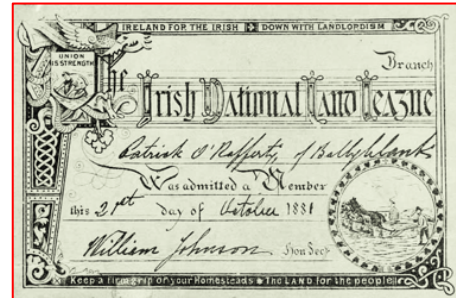 IRELAND FOR THE IRISH DOWN WITH LANDLORDISM
UNION
IS STRENGTH
Branch
The Irish National Land League
Patrick O'Rafferty, of Ballyblank
Was admitted a Member
this 21st day of October 1881
William Johnson Hon Secy
Keep a firm grip on your Homesteads The LAND for the people